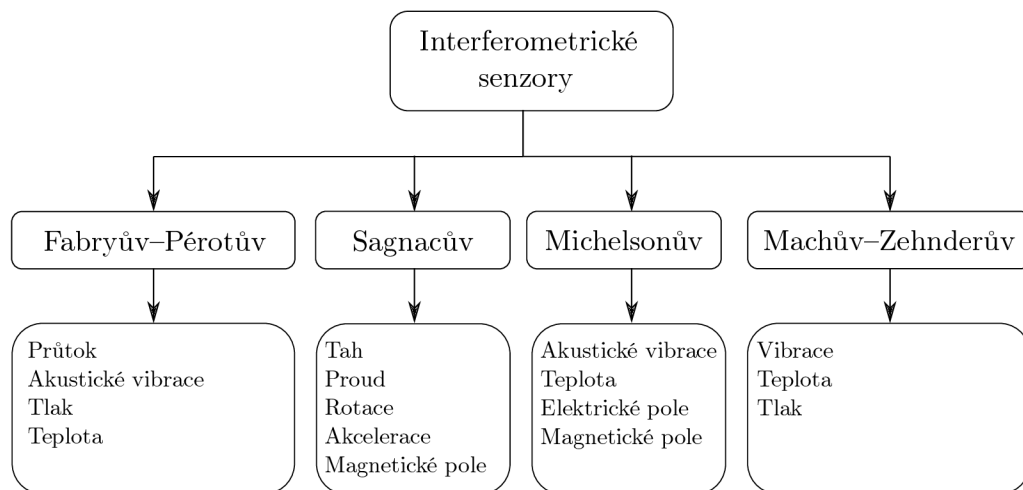 Interferometrické
senzory
Fabryův–Pérotův
Sagnacův
Michelsonův
Machův–Zehnderův
Průtok
Akustické vibrace
Tlak
Teplota
Tah
Proud
Rotace
Akcelerace
Magnetické pole
Akustické vibrace
Teplota
Elektrické pole
Magnetické pole
Vibrace
Teplota
Tlak